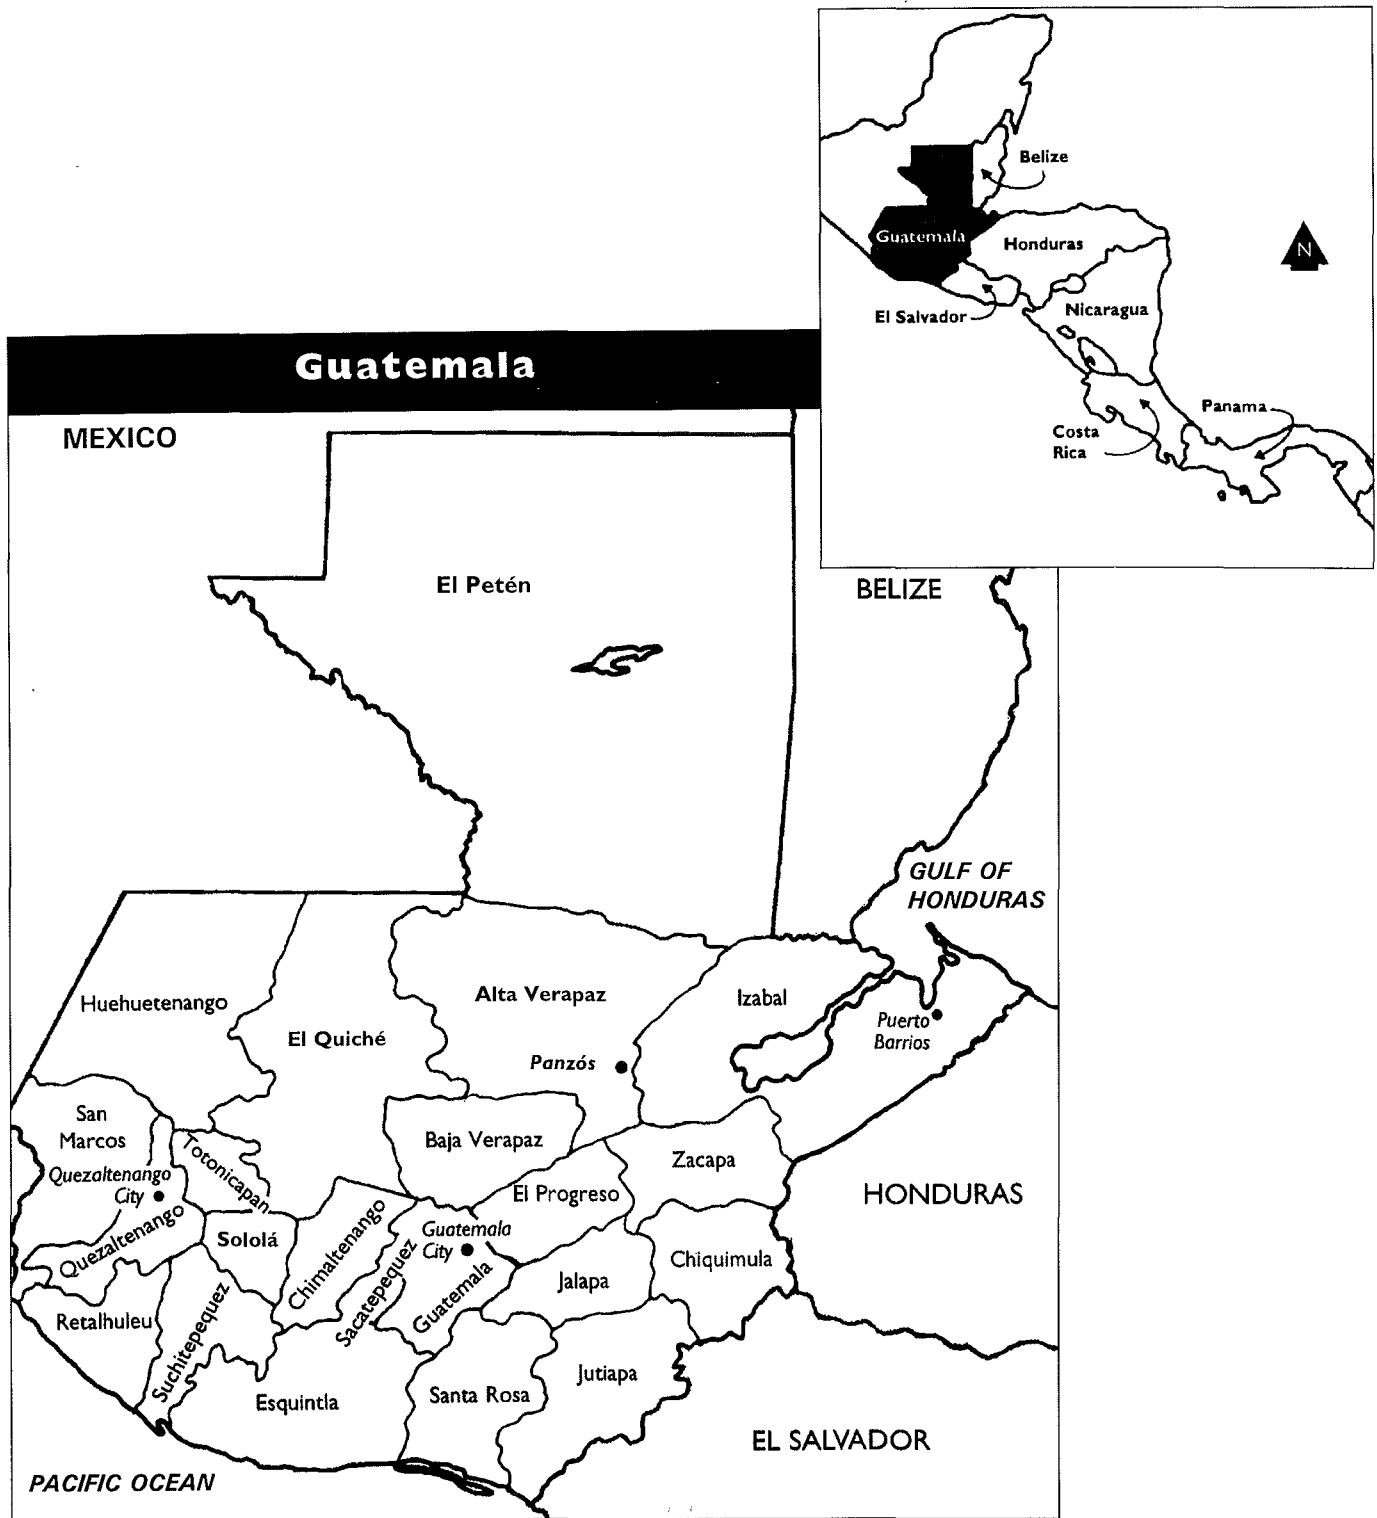 Belize
Guatemala
Honduras
N
El Salvador
Nicaragua
Panama
Costa
Rica
Guatemala
MEXICO
El Petén
BELIZE
GULF OF
HONDURAS
Huehuetenango
El Quiché
Alta Verapaz
Izabal
Puerto
Barrios
Panzós
San
Marcos
Baja Verapaz
Totonicapan
Zacapa
Quezaltenango
City
El Progreso
HONDURAS
Quezaltenango
Sololá
Chimaltenango
Sacatepequez
Guatemala
City
Guatemala
Chiquimula
Jalapa
Retalhuleu
Suchitepequez
Esquintla
Santa Rosa
Jutiapa
EL SALVADOR
PACIFIC OCEAN